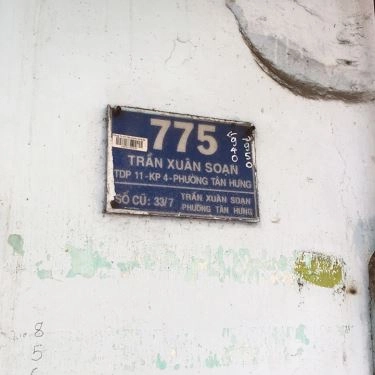 775
TRẦN XUÂN SOẠN
TDP 11 - KP 4 - PHƯỜNG TÂN HƯNG
SỐ CŨ: 33/7 TRẦN XUÂN SOẠN
PHƯỜNG TÂN HƯNG
8
5